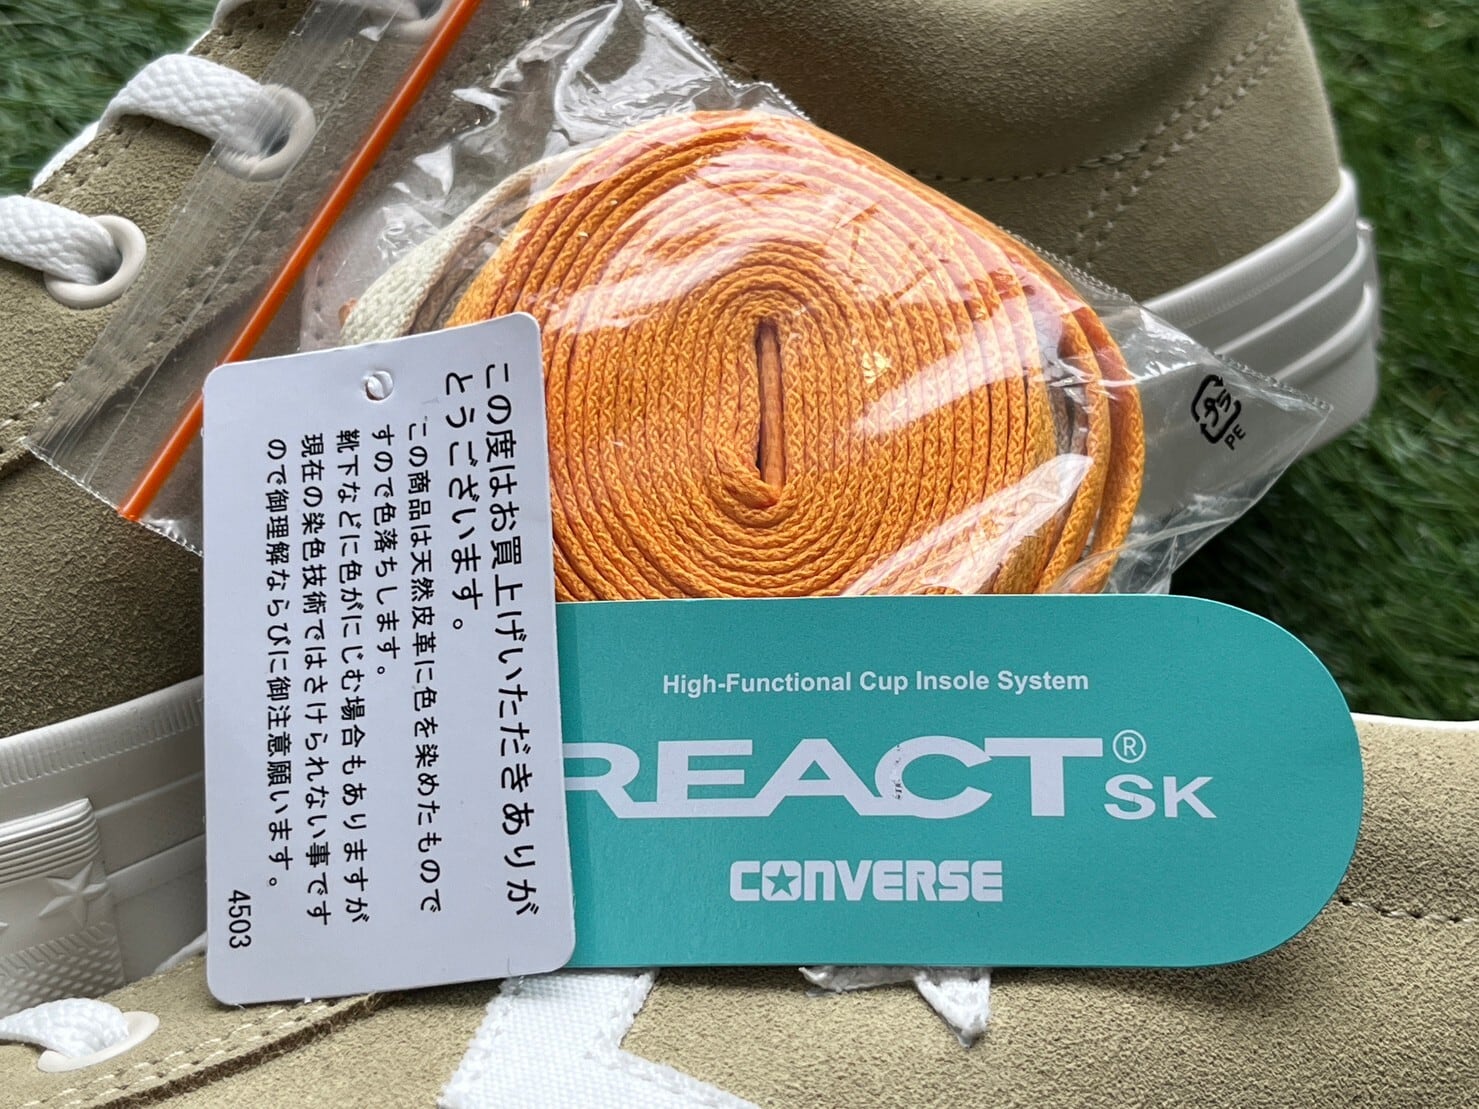 この度はお買上げいただきありが
とうございます。
この商品は天然皮革に色を染めたもので
すので色落ちします。
靴下などに色がにじむ場合もありますが
現在の染色技術ではさけられない事です
ので御理解ならびに御注意願います。
4503
プラ
PE
High-Functional Cup Insole System
REACT®
SK
CONVERSE